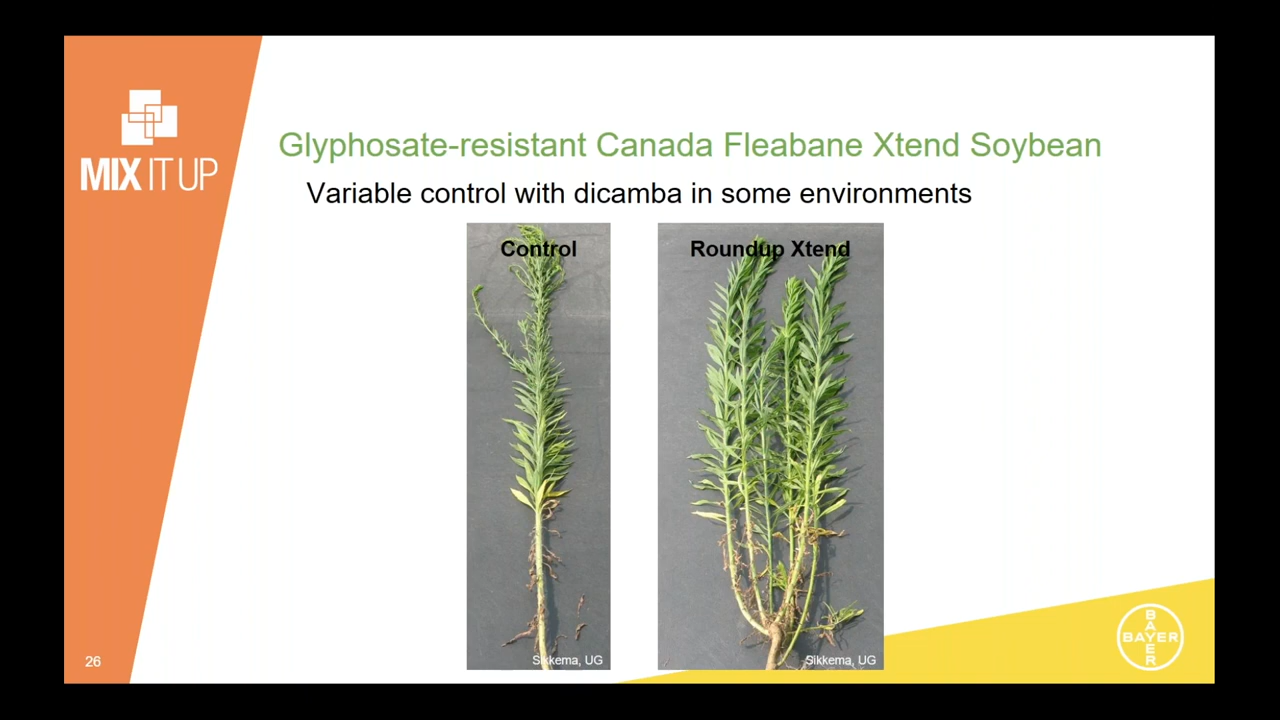 MIX IT UP
Glyphosate-resistant Canada Fleabane Xtend Soybean
Variable control with dicamba in some environments
Control
Roundup Xtend
Sikkema, UG
Sikkema, UG
26
BAYER
BAYER